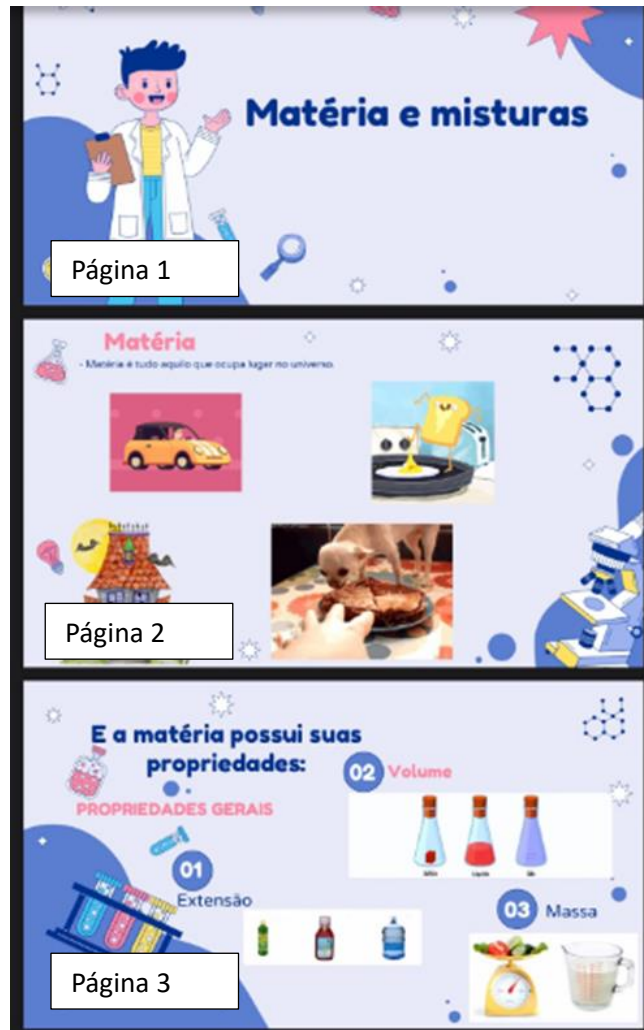 Matéria e misturas
Página 1
Matéria
- Matéria é tudo aquilo que ocupa lugar no universo.
Página 2
E a matéria possui suas
propriedades:
PROPRIEDADES GERAIS
02 Volume
01
Extensão
03 Massa
Página 3